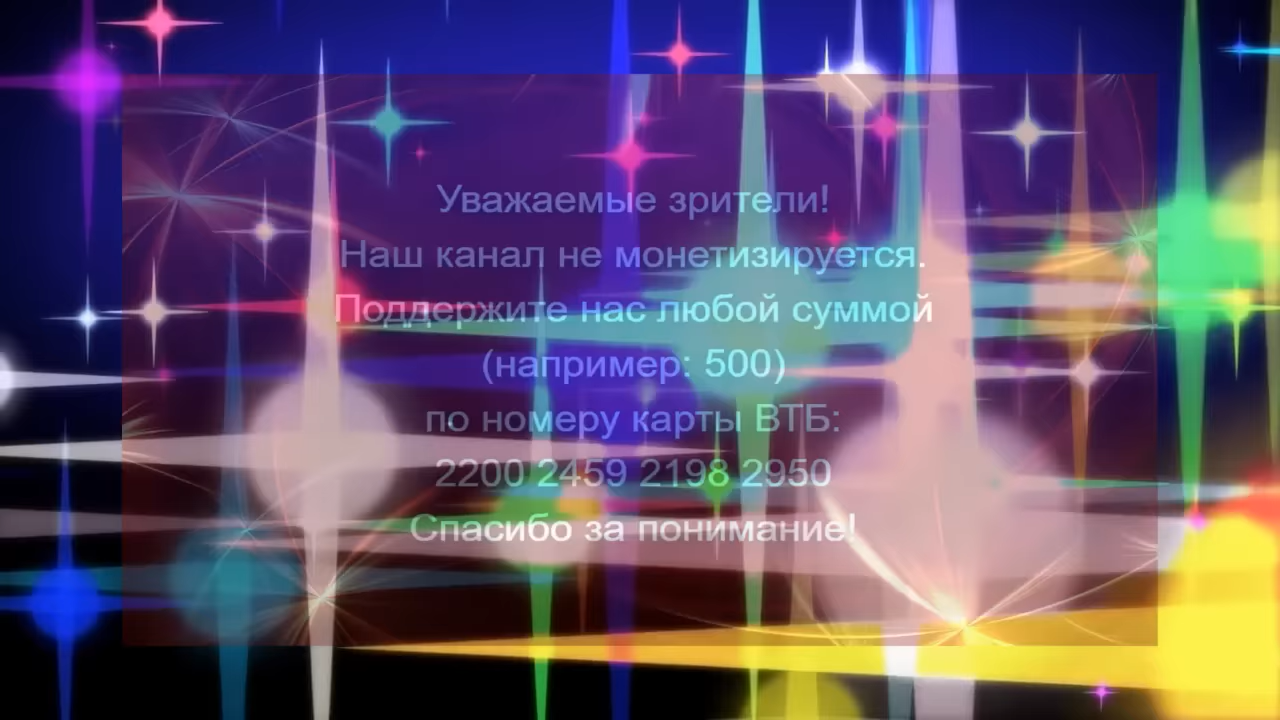 Уважаемые зрители!
Наш канал не монетизируется.
Поддержите нас любой суммой
(например: 500)
по номеру карты ВТБ:
2200 2459 2198 2950
Спасибо за понимание!